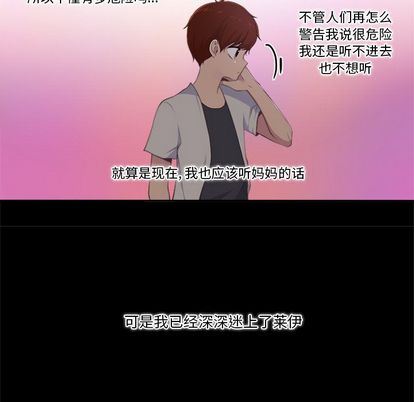 不管人们再怎么
警告我说很危险
我还是听不进去
也不想听
就算是现在, 我也应该听妈妈的话
可是我已经深深迷上了莱伊